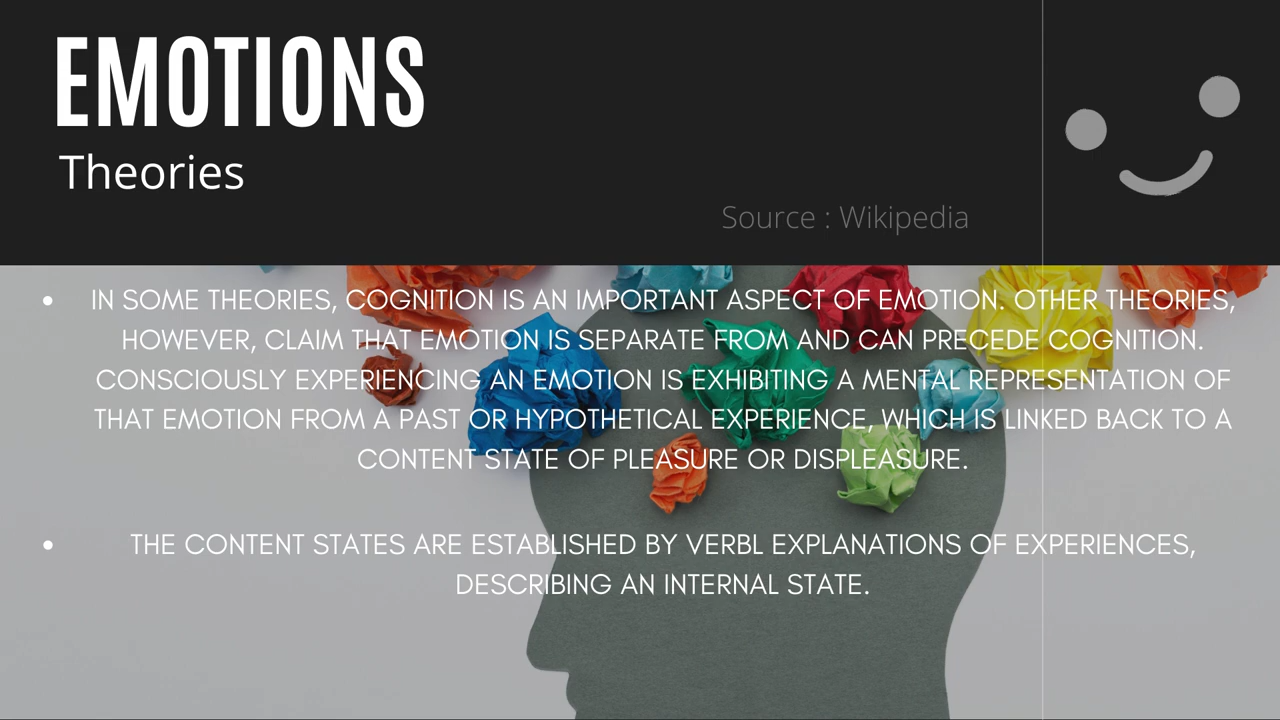 EMOTIONS
Theories
Source : Wikipedia
• IN SOME THEORIES, COGNITION IS AN IMPORTANT ASPECT OF EMOTION. OTHER THEORIES,
HOWEVER, CLAIM THAT EMOTION IS SEPARATE FROM AND CAN PRECEDE COGNITION.
CONSCIOUSLY EXPERIENCING AN EMOTION IS EXHIBITING A MENTAL REPRESENTATION OF
THAT EMOTION FROM A PAST OR HYPOTHETICAL EXPERIENCE, WHICH IS LINKED BACK TO A
CONTENT STATE OF PLEASURE OR DISPLEASURE.
• THE CONTENT STATES ARE ESTABLISHED BY VERBL EXPLANATIONS OF EXPERIENCES,
DESCRIBING AN INTERNAL STATE.